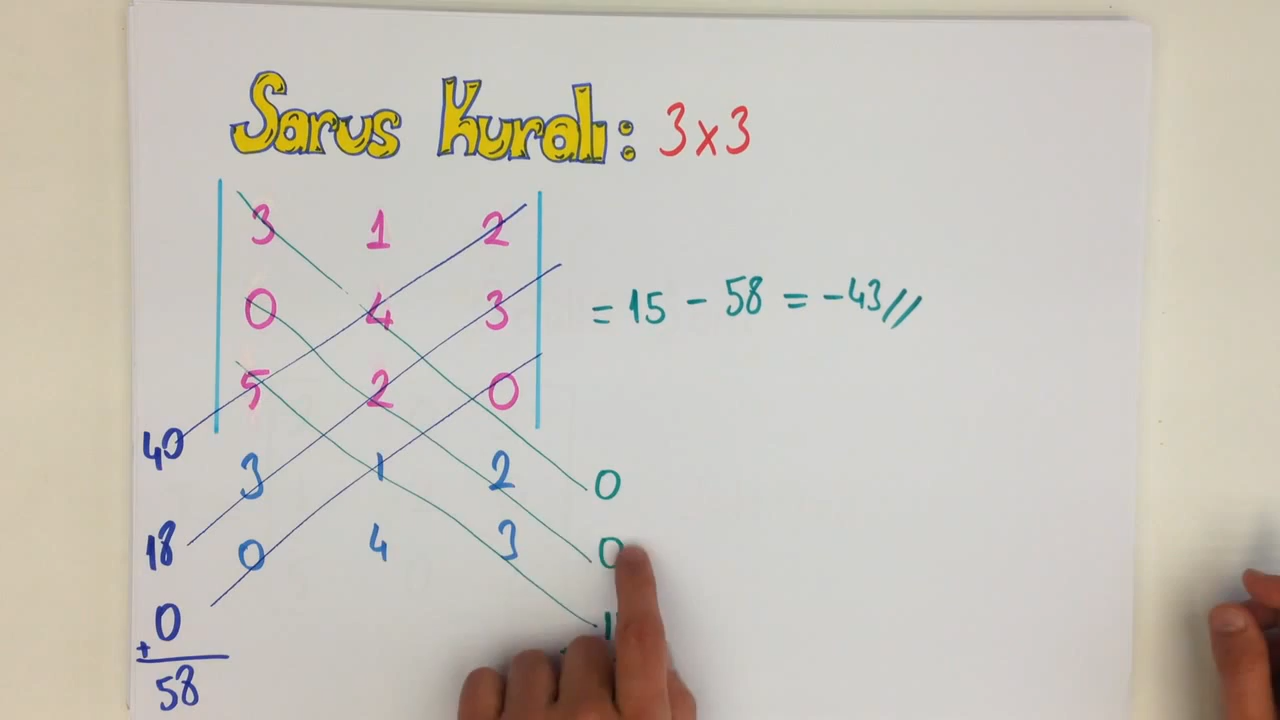 Sarus Kuralı: 3x3
3 1 2
0 4 3 = 15 - 58 = -43//
5 2 0
40
3 1 2 0
18 0 4 3 0
0
+
58